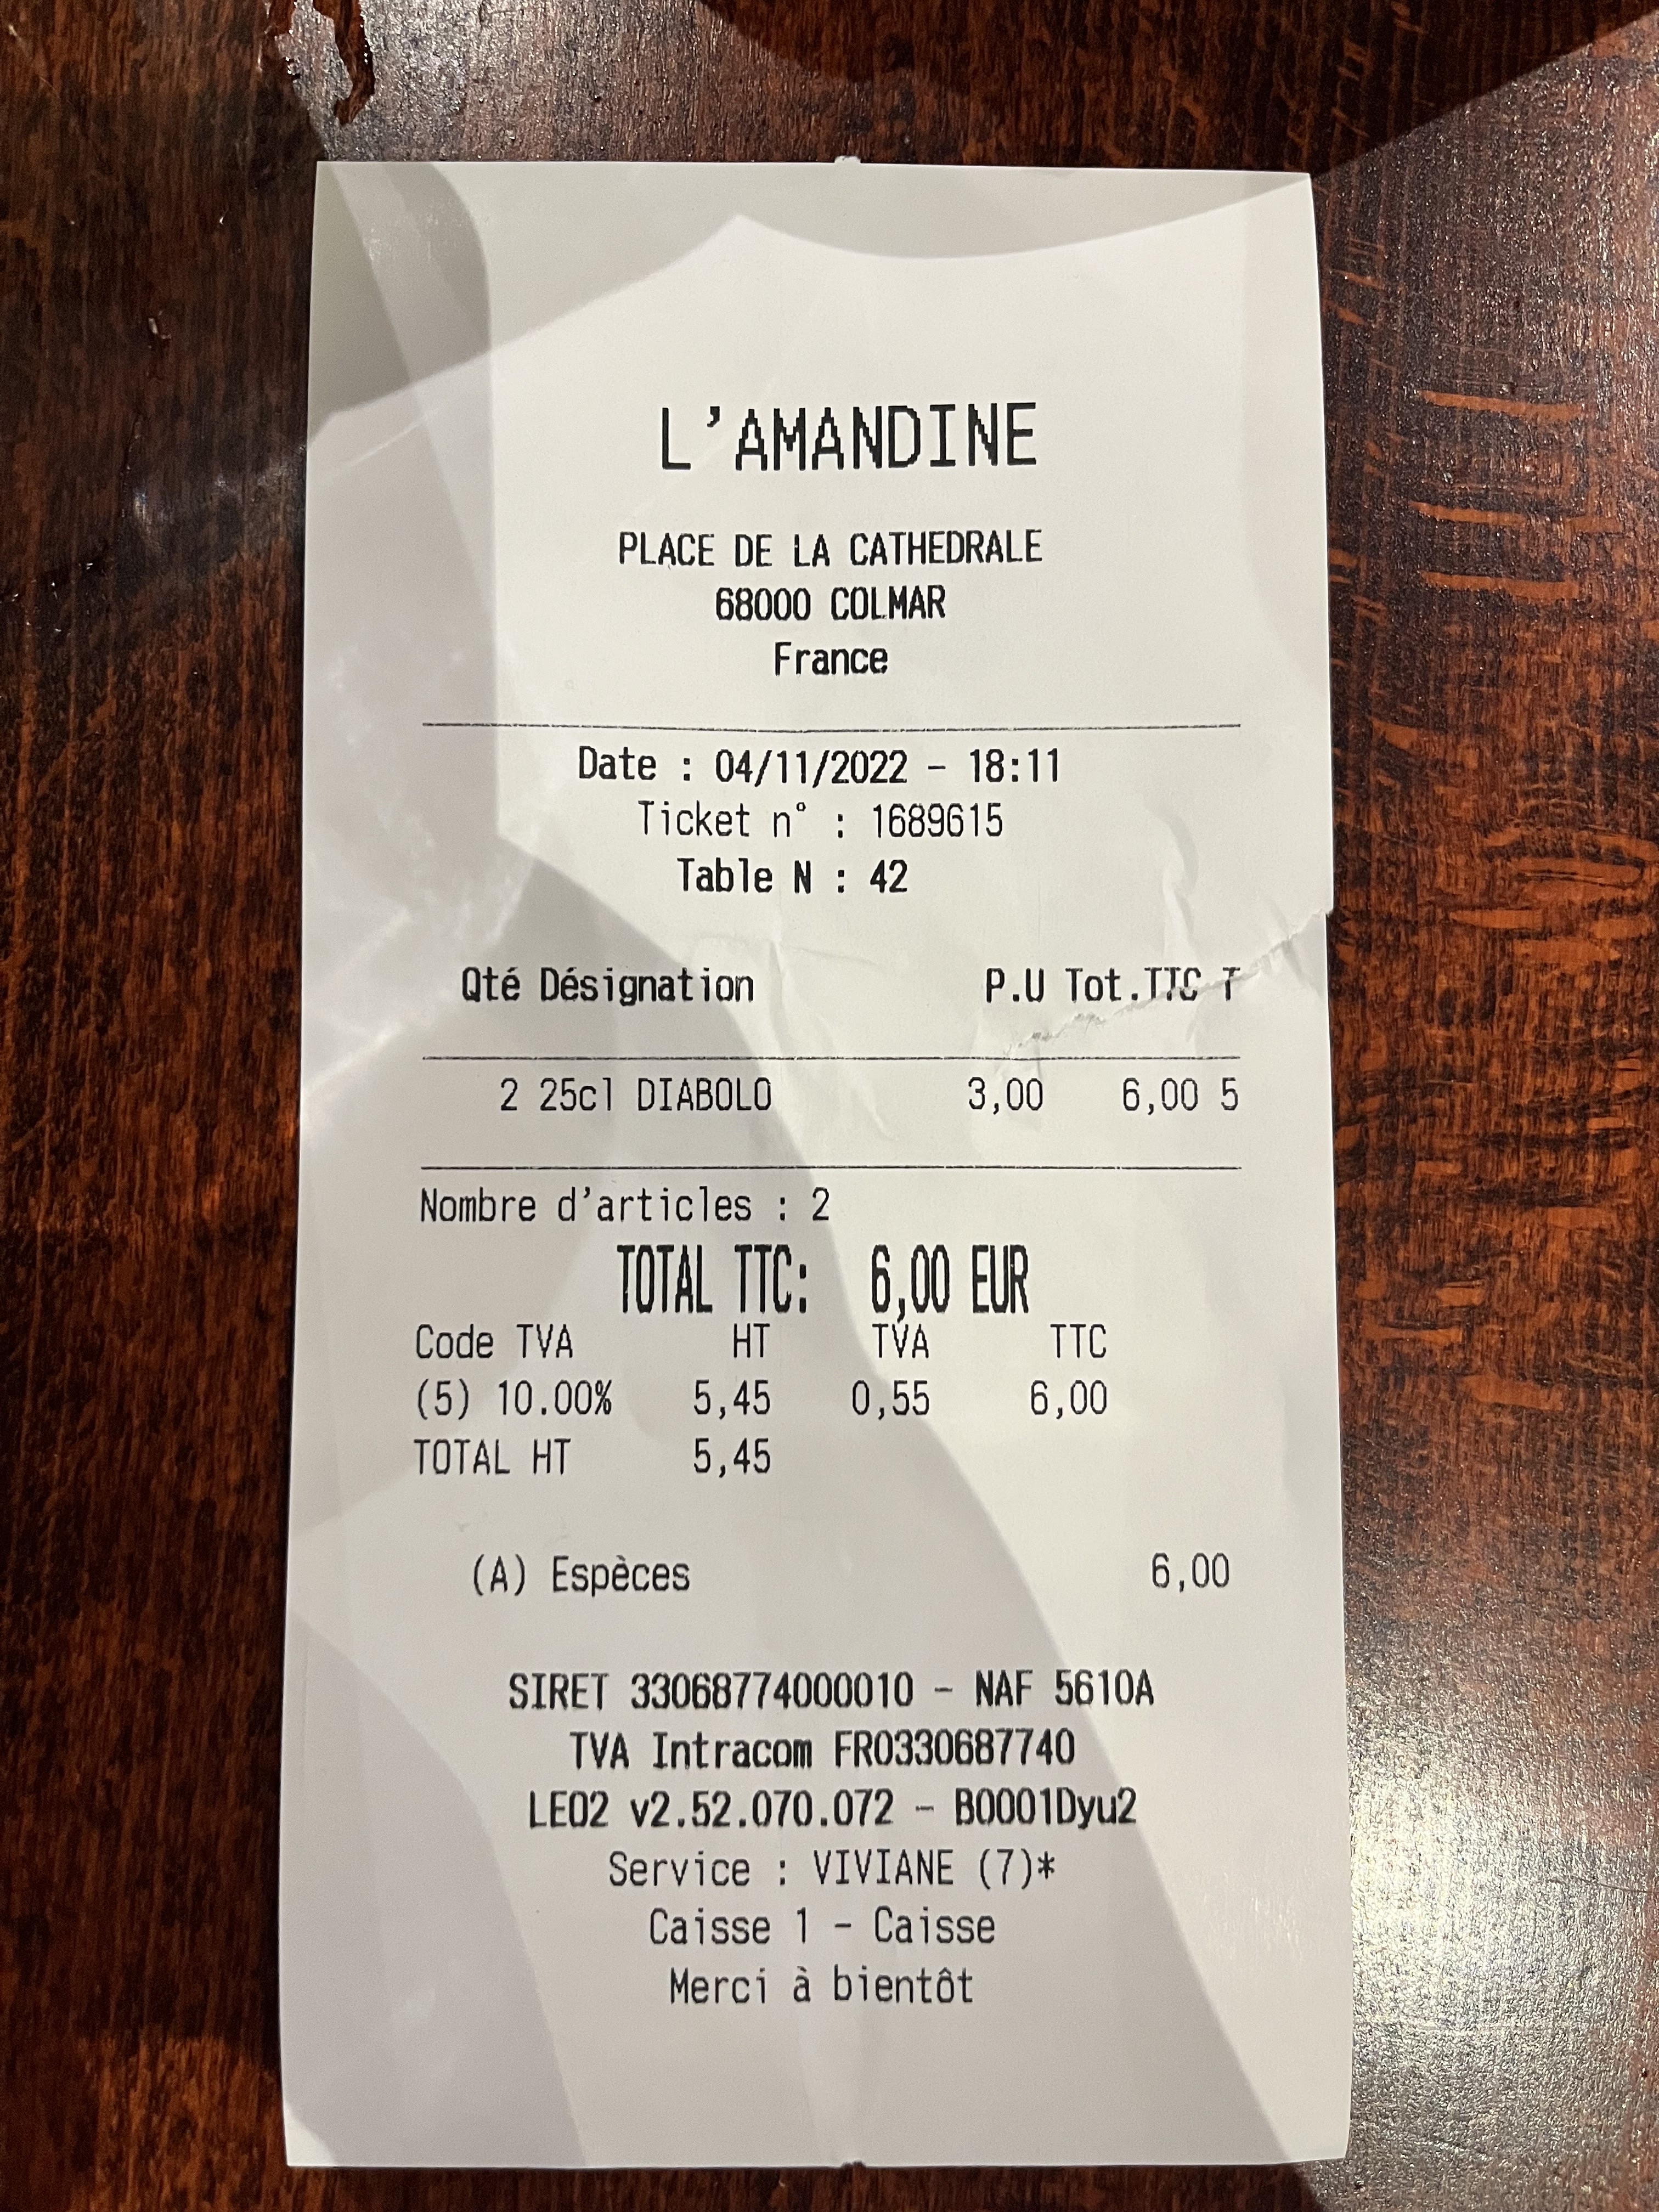 L'AMANDINE
PLACE DE LA CATHEDRALE
68000 COLMAR
France
Date : 04/11/2022 - 18:11
Ticket n° : 1689615
Table N : 42
Qté Désignation P.U Tot.TTC T
2 25cl DIABOLO 3,00 6,00 5
Nombre d'articles : 2
TOTAL TTC: 6,00 EUR
Code TVA HT TVA TTC
(5) 10.00% 5,45 0,55 6,00
TOTAL HT 5,45
(A) Espèces 6,00
SIRET 33068774000010 - NAF 5610A
TVA Intracom FR0330687740
LEO2 v2.52.070.072 - B0001Dyu2
Service : VIVIANE (7)*
Caisse 1 - Caisse
Merci à bientôt